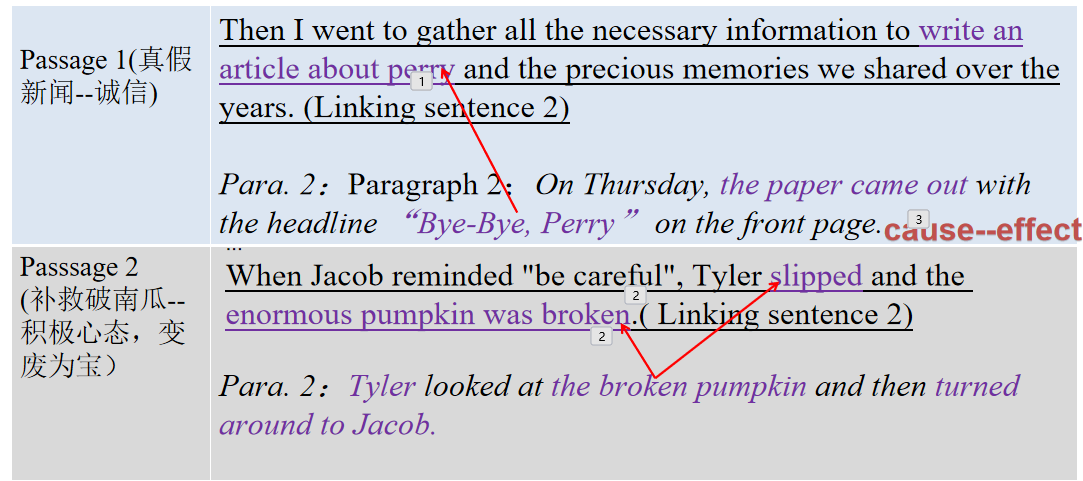 Passage 1(真假
新闻--诚信)
Then I went to gather all the necessary information to write an
article about perry and the precious memories we shared over the
years. (Linking sentence 2)
1
Para. 2：Paragraph 2：On Thursday, the paper came out with
the headline “Bye-Bye, Perry” on the front page.
3
cause--effect
...
Passsage 2
(补救破南瓜--
积极心态，变
废为宝）
When Jacob reminded "be careful", Tyler slipped and the
2
enormous pumpkin was broken.( Linking sentence 2)
2
Para. 2：Tyler looked at the broken pumpkin and then turned
around to Jacob.